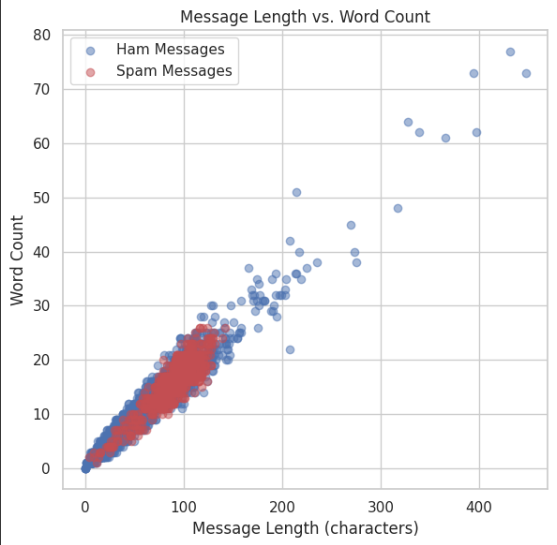 Message Length vs. Word Count
80
Ham Messages
Spam Messages
70
60
50
40
30
20
10
0
Word Count
0 100 200 300 400
Message Length (characters)